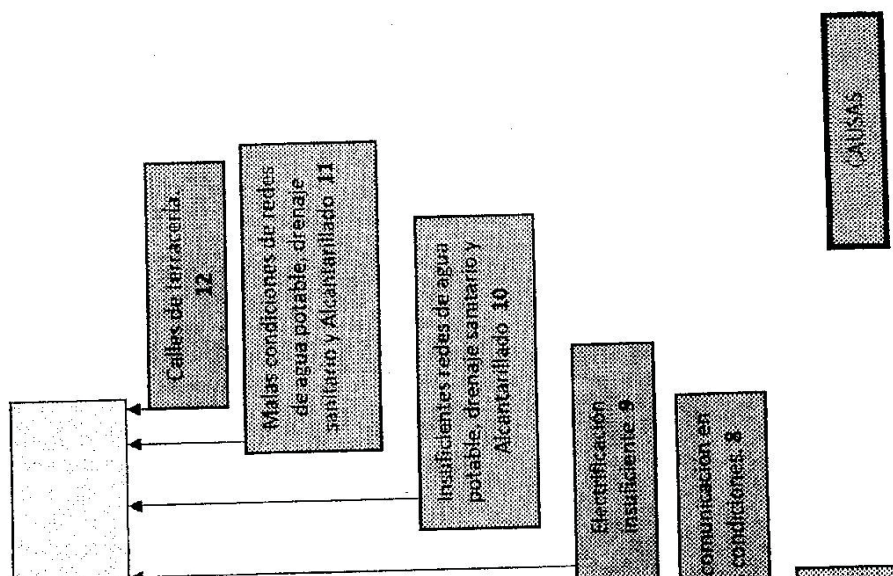 Calles de terracería.
12
Malas condiciones de redes
de agua potable, drenaje
sanitario y Alcantarillado 11
Insuficientes redes de agua
potable, drenaje sanitario y
Alcantarillado 10
Electrificación
insuficiente. 9
comunicación en
condiciones. 8
CAUSAS